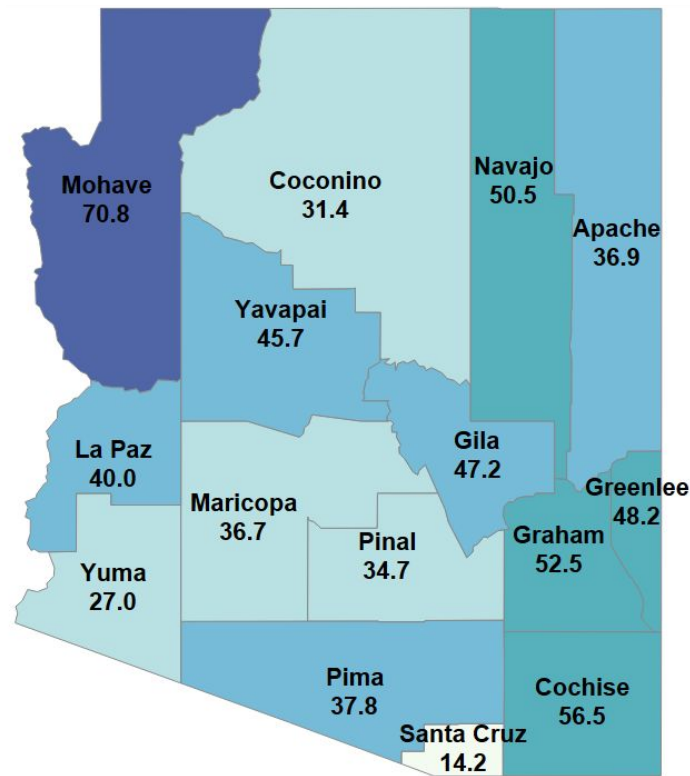 Mohave
70.8
Coconino
31.4
Navajo
50.5
Apache
36.9
Yavapai
45.7
La Paz
40.0
Gila
47.2
Maricopa
36.7
Pinal
34.7
Greenlee
48.2
Graham
52.5
Yuma
27.0
Pima
37.8
Cochise
56.5
Santa Cruz
14.2